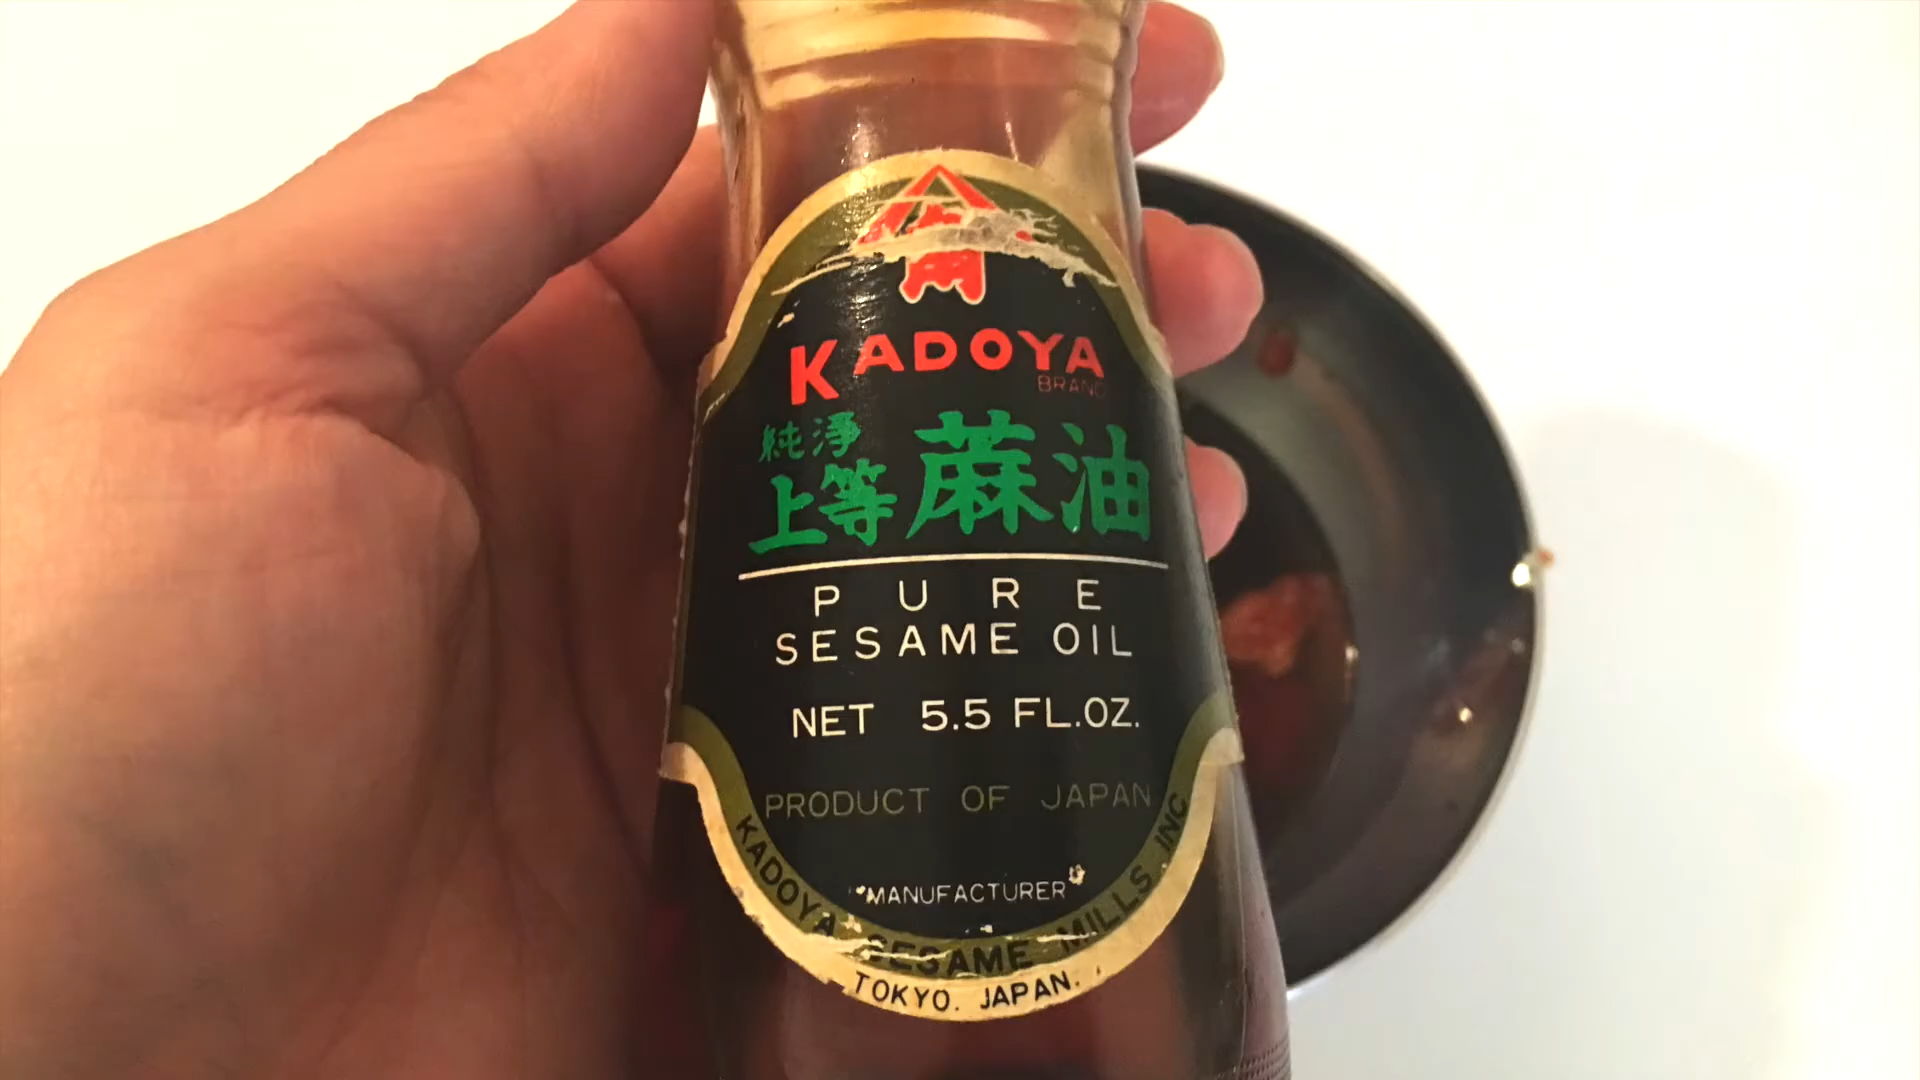 KADOYA
BRAND
純淨
上等蔴油
PURE
SESAME OIL
NET 5.5 FL.OZ.
PRODUCT OF JAPAN
"MANUFACTURER"
KADOYA SESAME MILLS INC
TOKYO. JAPAN.